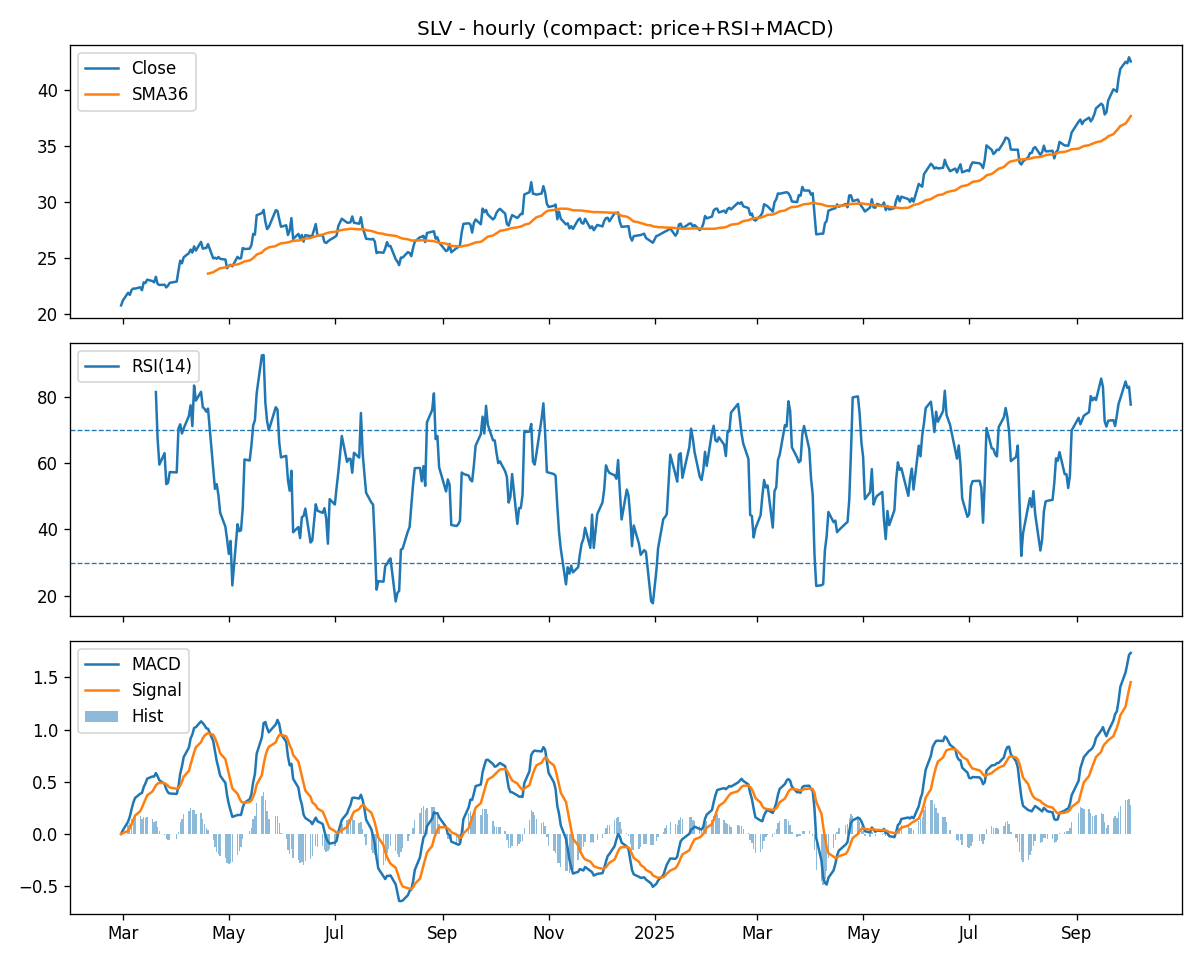 SLV - hourly (compact: price+RSI+MACD)
Close
SMA36
40
35
30
25
20
RSI(14)
80
60
40
20
MACD
Signal
Hist
1.5
1.0
0.5
0.0
−0.5
Mar May Jul Sep Nov 2025 Mar May Jul Sep